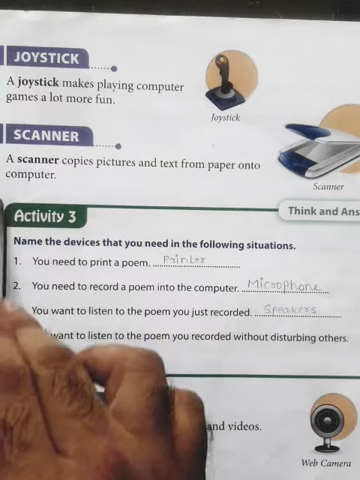 JOYSTICK
A joystick makes playing computer
games a lot more fun.
Joystick
SCANNER
A scanner copies pictures and text from paper onto
computer.
Scanner
Activity 3
Think and Ans
Name the devices that you need in the following situations.
1. You need to print a poem. Printer
2. You need to record a poem into the computer. Microphone
You want to listen to the poem you just recorded. Speakers
want to listen to the poem you recorded without disturbing others.
and videos.
Web Camera